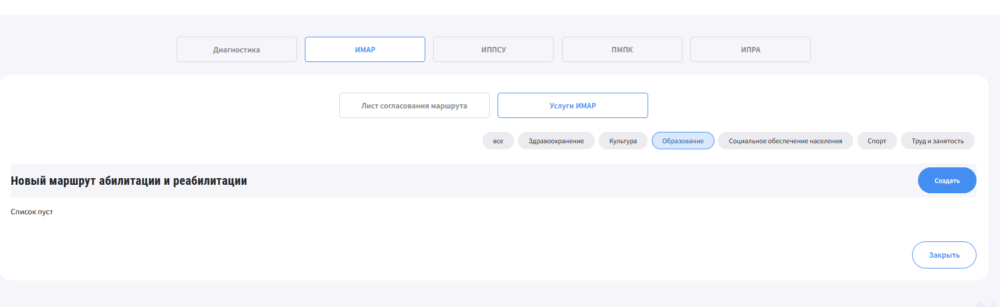 Диагностика ИМАР ИППСУ ПМПК ИПРА
Лист согласования маршрута Услуги ИМАР
все Здравоохранение Культура Образование Социальное обеспечение населения Спорт Труд и занятость
Новый маршрут абилитации и реабилитации Создать
Список пуст
Закрыть